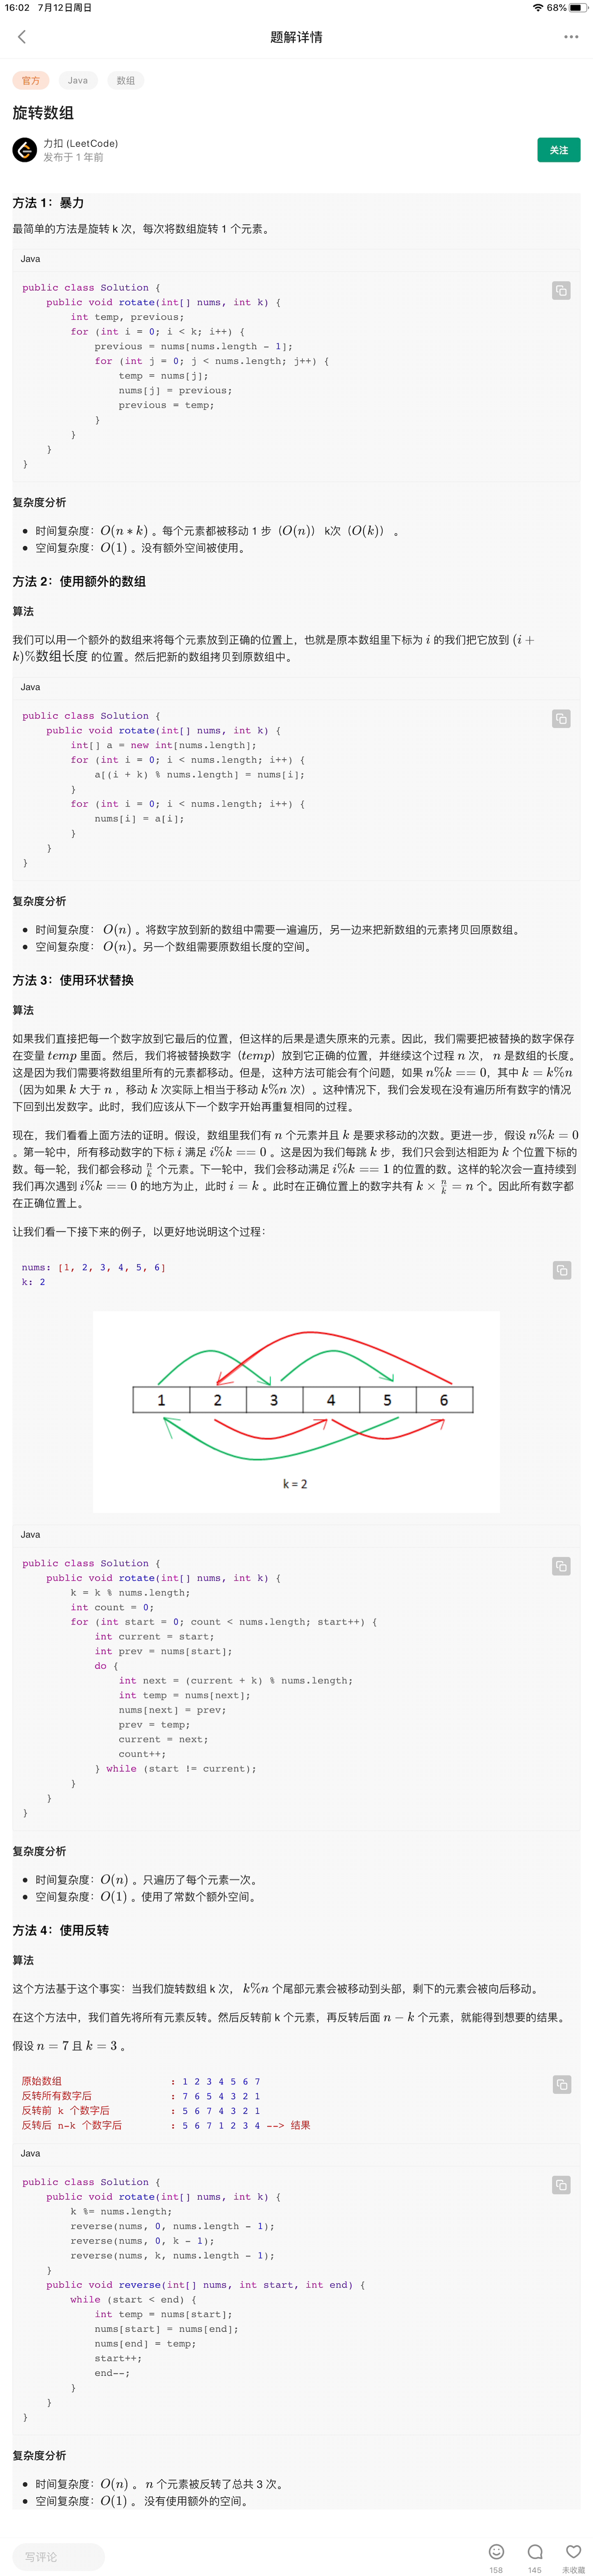 16:02 7月12日周日
68%
题解详情
官方 Java 数组
旋转数组
力扣 (LeetCode)
发布于 1 年前
关注
方法 1：暴力
最简单的方法是旋转 k 次，每次将数组旋转 1 个元素。
Java
public class Solution {
    public void rotate(int[] nums, int k) {
        int temp, previous;
        for (int i = 0; i < k; i++) {
            previous = nums[nums.length - 1];
            for (int j = 0; j < nums.length; j++) {
                temp = nums[j];
                nums[j] = previous;
                previous = temp;
            }
        }
    }
}
复杂度分析
• 时间复杂度：O(n * k) 。每个元素都被移动 1 步（O(n)） k次（O(k)） 。
• 空间复杂度：O(1) 。没有额外空间被使用。
方法 2：使用额外的数组
算法
我们可以用一个额外的数组来将每个元素放到正确的位置上，也就是原本数组里下标为 i 的我们把它放到 (i +
k)%数组长度 的位置。然后把新的数组拷贝到原数组中。
Java
public class Solution {
    public void rotate(int[] nums, int k) {
        int[] a = new int[nums.length];
        for (int i = 0; i < nums.length; i++) {
            a[(i + k) % nums.length] = nums[i];
        }
        for (int i = 0; i < nums.length; i++) {
            nums[i] = a[i];
        }
    }
}
复杂度分析
• 时间复杂度： O(n) 。将数字放到新的数组中需要一遍遍历，另一边来把新数组的元素拷贝回原数组。
• 空间复杂度： O(n)。另一个数组需要原数组长度的空间。
方法 3：使用环状替换
算法
如果我们直接把每一个数字放到它最后的位置，但这样的后果是遗失原来的元素。因此，我们需要把被替换的数字保存
在变量 temp 里面。然后，我们将被替换数字（temp）放到它正确的位置，并继续这个过程 n 次， n 是数组的长度。
这是因为我们需要将数组里所有的元素都移动。但是，这种方法可能会有个问题，如果 n%k == 0，其中 k = k%n
（因为如果 k 大于 n ，移动 k 次实际上相当于移动 k%n 次）。这种情况下，我们会发现在没有遍历所有数字的情况
下回到出发数字。此时，我们应该从下一个数字开始再重复相同的过程。
现在，我们看看上面方法的证明。假设，数组里我们有 n 个元素并且 k 是要求移动的次数。更进一步，假设 n%k = 0
。第一轮中，所有移动数字的下标 i 满足 i%k == 0 。这是因为我们每跳 k 步，我们只会到达相距为 k 个位置下标的
数。每一轮，我们都会移动 n/k 个元素。下一轮中，我们会移动满足 i%k == 1 的位置的数。这样的轮次会一直持续到
我们再次遇到 i%k == 0 的地方为止，此时 i = k 。此时在正确位置上的数字共有 k × n/k = n 个。因此所有数字都
在正确位置上。
让我们看一下接下来的例子，以更好地说明这个过程：
nums: [1, 2, 3, 4, 5, 6]
k: 2
1 2 3 4 5 6
k = 2
Java
public class Solution {
    public void rotate(int[] nums, int k) {
        k = k % nums.length;
        int count = 0;
        for (int start = 0; count < nums.length; start++) {
            int current = start;
            int prev = nums[start];
            do {
                int next = (current + k) % nums.length;
                int temp = nums[next];
                nums[next] = prev;
                prev = temp;
                current = next;
                count++;
            } while (start != current);
        }
    }
}
复杂度分析
• 时间复杂度：O(n) 。只遍历了每个元素一次。
• 空间复杂度：O(1) 。使用了常数个额外空间。
方法 4：使用反转
算法
这个方法基于这个事实：当我们旋转数组 k 次， k%n 个尾部元素会被移动到头部，剩下的元素会被向后移动。
在这个方法中，我们首先将所有元素反转。然后反转前 k 个元素，再反转后面 n − k 个元素，就能得到想要的结果。
假设 n = 7 且 k = 3 。
原始数组 : 1 2 3 4 5 6 7
反转所有数字后 : 7 6 5 4 3 2 1
反转前 k 个数字后 : 5 6 7 4 3 2 1
反转后 n-k 个数字后 : 5 6 7 1 2 3 4 --> 结果
Java
public class Solution {
    public void rotate(int[] nums, int k) {
        k %= nums.length;
        reverse(nums, 0, nums.length - 1);
        reverse(nums, 0, k - 1);
        reverse(nums, k, nums.length - 1);
    }
    public void reverse(int[] nums, int start, int end) {
        while (start < end) {
            int temp = nums[start];
            nums[start] = nums[end];
            nums[end] = temp;
            start++;
            end--;
        }
    }
}
复杂度分析
• 时间复杂度：O(n) 。 n 个元素被反转了总共 3 次。
• 空间复杂度：O(1) 。 没有使用额外的空间。
写评论
158 145 未收藏